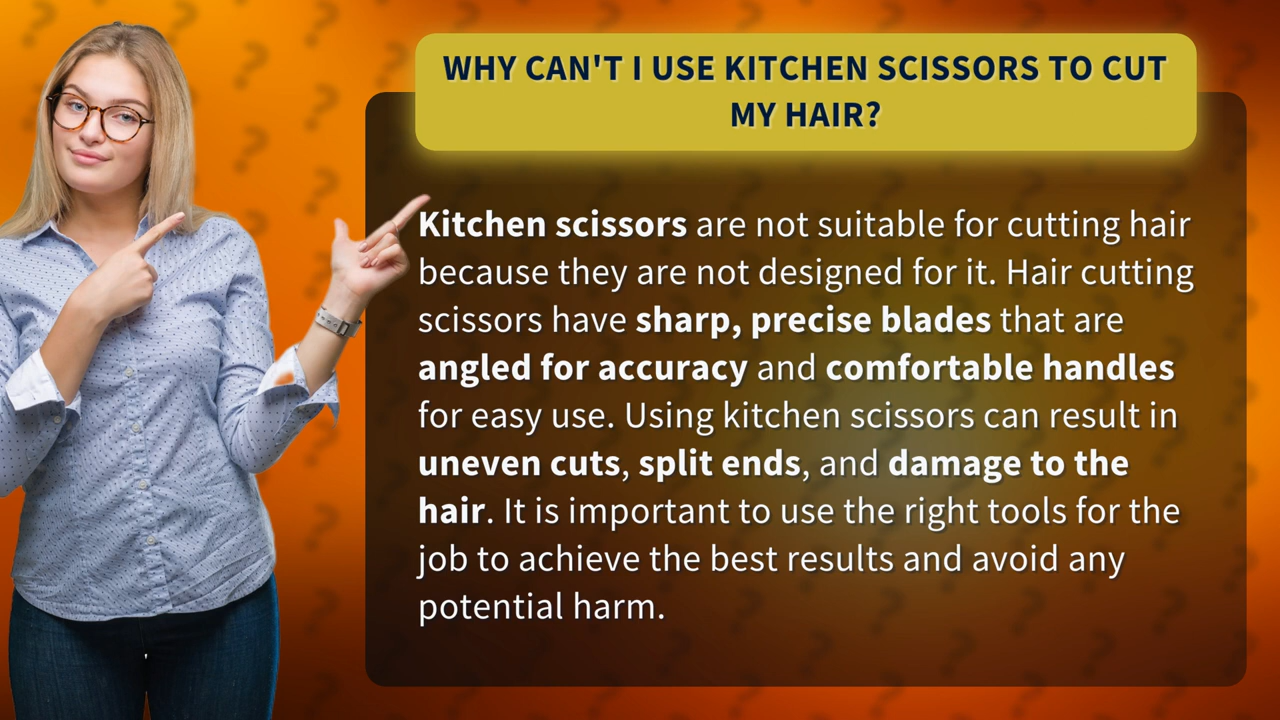 WHY CAN'T I USE KITCHEN SCISSORS TO CUT
MY HAIR?
Kitchen scissors are not suitable for cutting hair
because they are not designed for it. Hair cutting
scissors have sharp, precise blades that are
angled for accuracy and comfortable handles
for easy use. Using kitchen scissors can result in
uneven cuts, split ends, and damage to the
hair. It is important to use the right tools for the
job to achieve the best results and avoid any
potential harm.